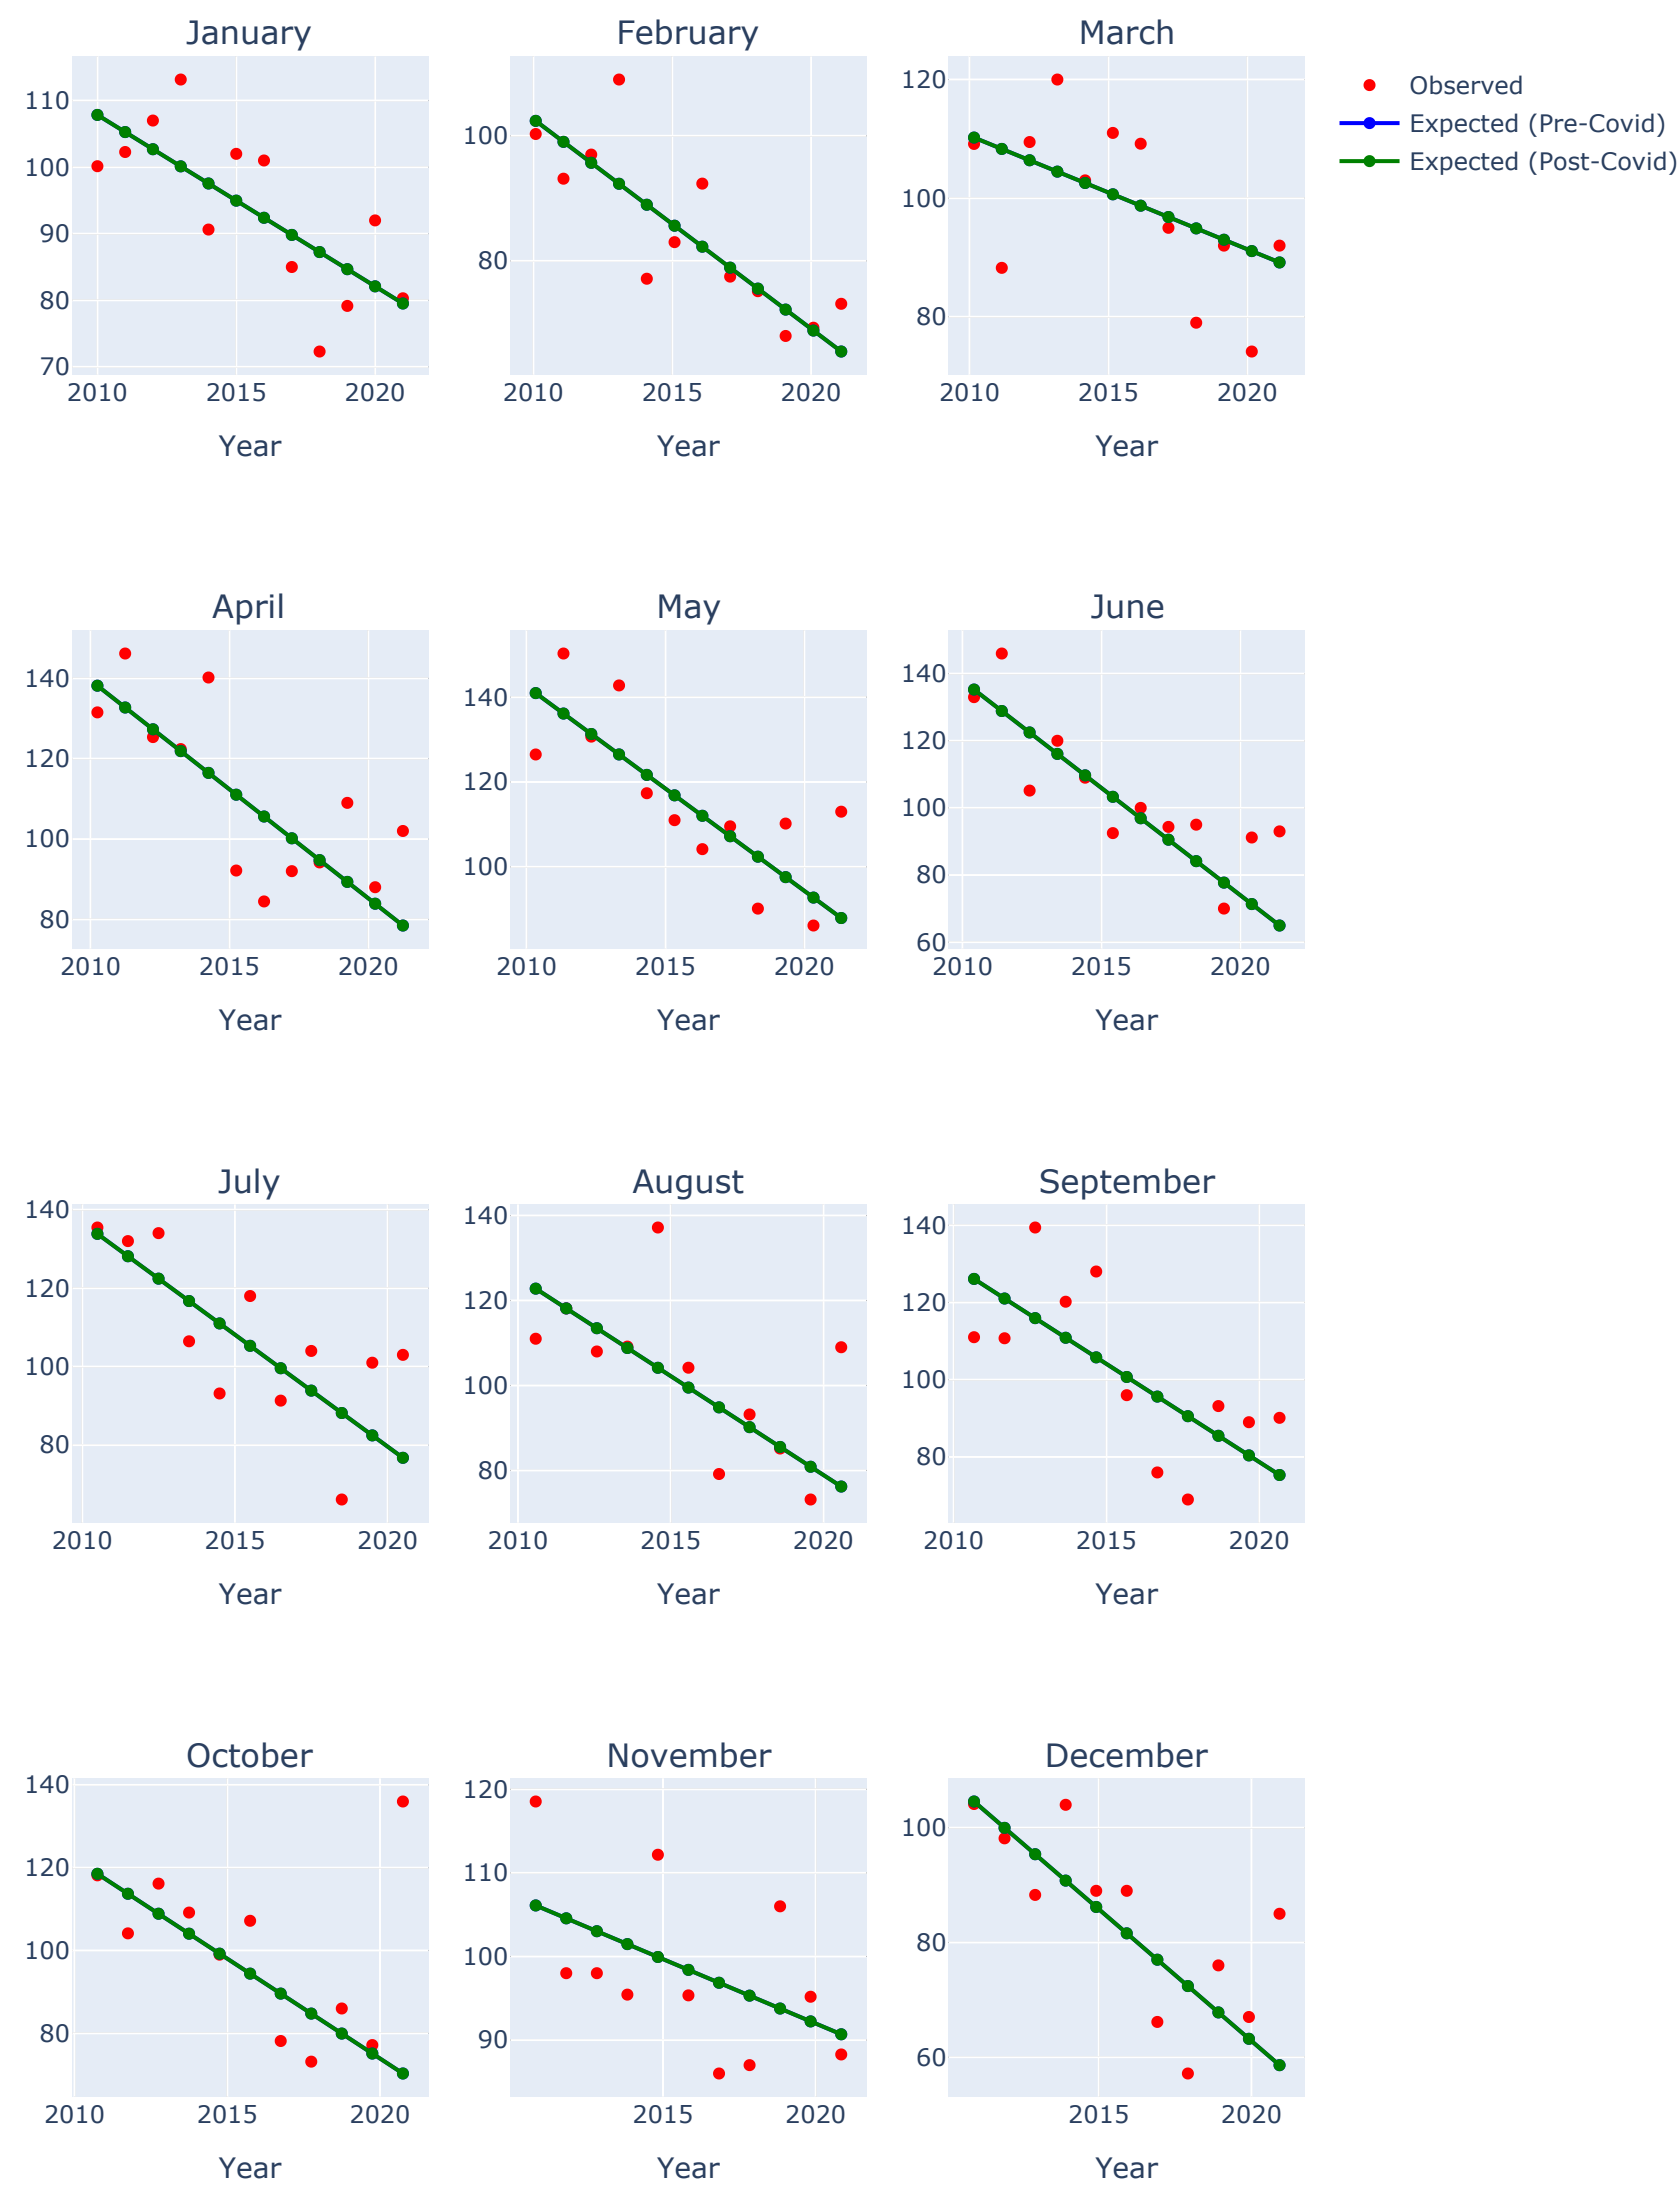 January
February
March
Observed
Expected (Pre-Covid)
Expected (Post-Covid)
110
100
90
80
70
2010 2015 2020
Year
100
80
2010 2015 2020
Year
120
100
80
2010 2015 2020
Year
April
May
June
140
120
100
80
2010 2015 2020
Year
140
120
100
2010 2015 2020
Year
140
120
100
80
60
2010 2015 2020
Year
July
August
September
140
120
100
80
2010 2015 2020
Year
140
120
100
80
2010 2015 2020
Year
140
120
100
80
2010 2015 2020
Year
October
November
December
140
120
100
80
2010 2015 2020
Year
120
110
100
90
2015 2020
Year
100
80
60
2015 2020
Year